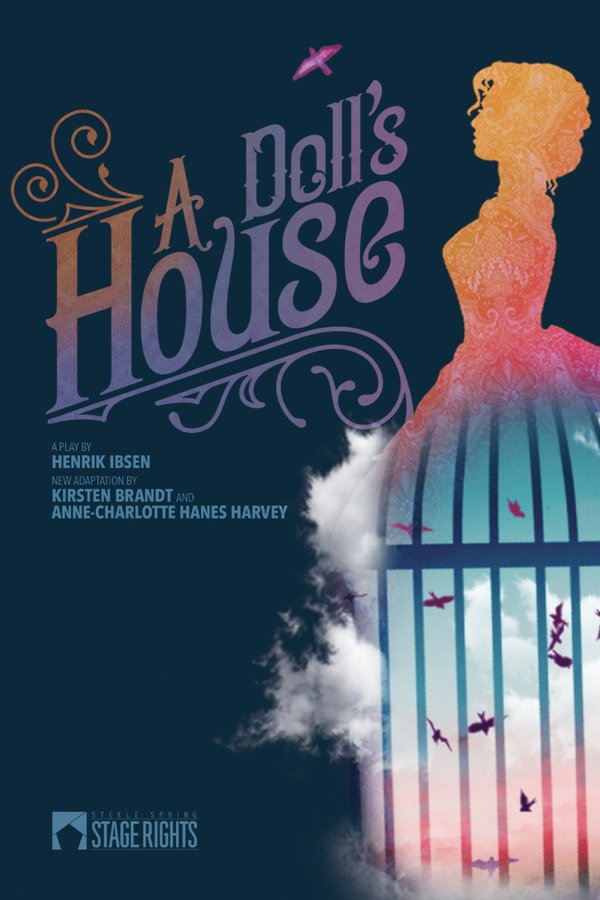 A Doll's
House
A PLAY BY
HENRIK IBSEN
NEW ADAPTATION BY
KIRSTEN BRANDT AND
ANNE-CHARLOTTE HANES HARVEY
STEELE SPRING
STAGE RIGHTS